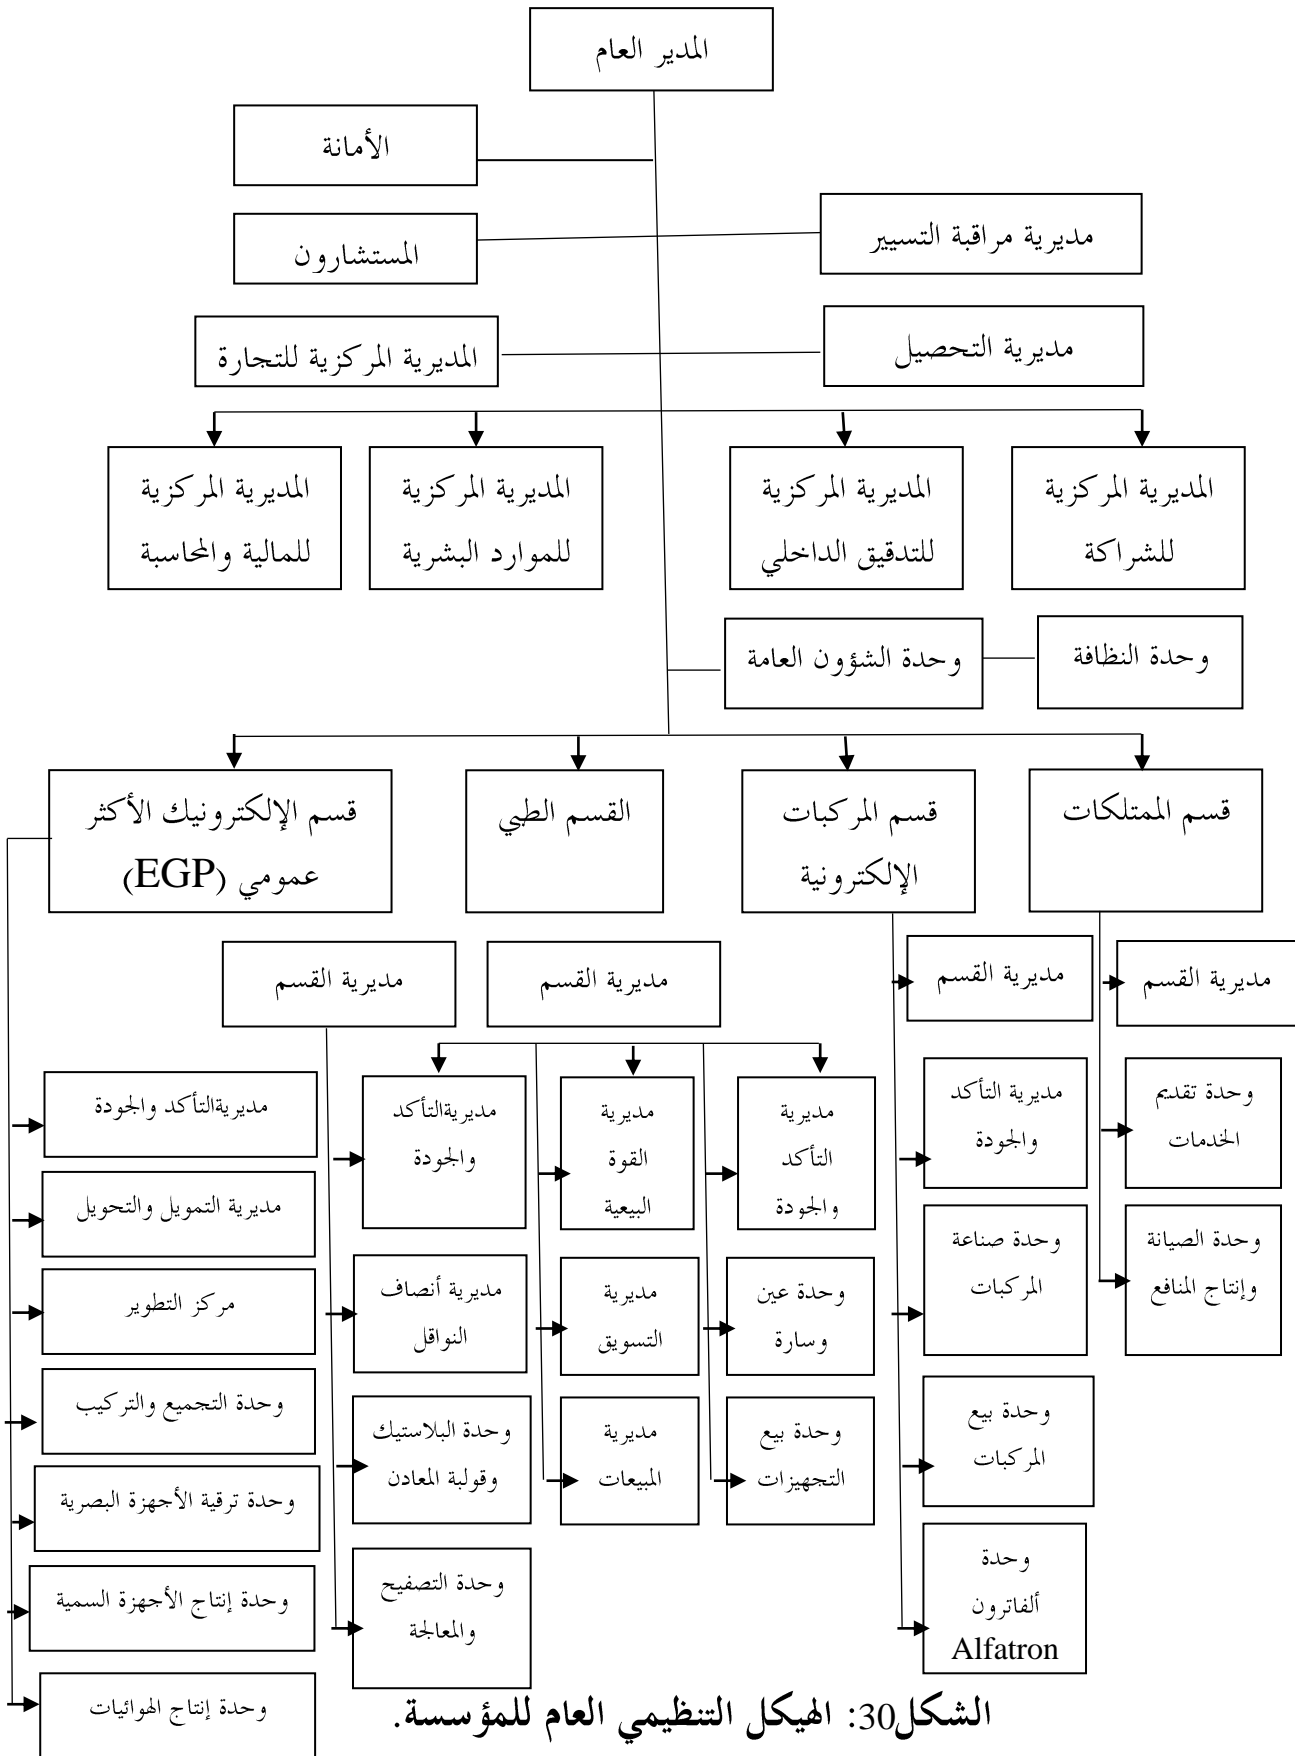 المدير العام
الأمانة
مديرية مراقبة التسيير
المستشارون
مديرية التحصيل
المديرية المركزية للتجارة
المديرية المركزية
للشراكة
المديرية المركزية
للتدقيق الداخلي
المديرية المركزية
للموارد البشرية
المديرية المركزية
للمالية والمحاسبة
وحدة النظافة
وحدة الشؤون العامة
قسم الممتلكات
قسم المركبات
الإلكترونية
القسم الطبي
قسم الإلكترونيك الأكثر
عمومي (EGP)
مديرية القسم
مديرية القسم
مديرية القسم
مديرية القسم
وحدة تقديم
الخدمات
وحدة الصيانة
وإنتاج المنافع
مديرية التأكد
والجودة
وحدة صناعة
المركبات
وحدة بيع
المركبات
وحدة
ألفاترون
Alfatron
مديرية
التأكد
والجودة
وحدة عين
وسارة
وحدة بيع
التجهيزات
مديرية
القوة
البيعية
مديرية
التسويق
مديرية
المبيعات
مديريةالتأكد
والجودة
مديرية أنصاف
النواقل
وحدة البلاستيك
وقولبة المعادن
وحدة التصفيح
والمعالجة
مديريةالتأكد والجودة
مديرية التمويل والتحويل
مركز التطوير
وحدة التجميع والتركيب
وحدة ترقية الأجهزة البصرية
وحدة إنتاج الأجهزة السمية
وحدة إنتاج الهوائيات
الشكل30: الهيكل التنظيمي العام للمؤسسة.